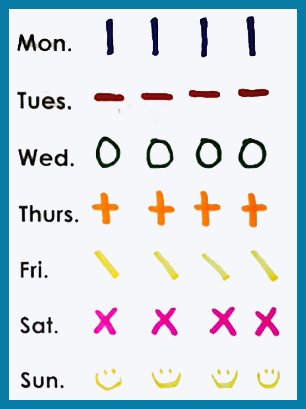 Mon.
Tues.
Wed.
Thurs.
Fri.
Sat.
Sun.